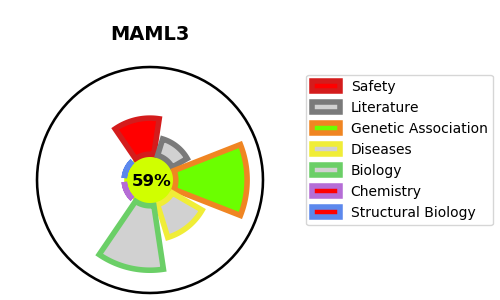 MAML3
59%
Safety
Literature
Genetic Association
Diseases
Biology
Chemistry
Structural Biology